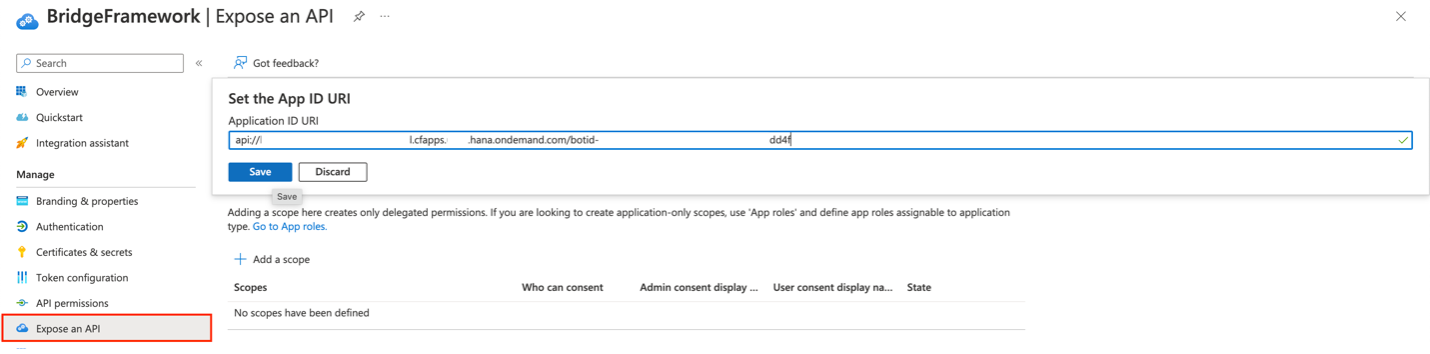 BridgeFramework | Expose an API
Search
Got feedback?
Overview
Quickstart
Integration assistant
Manage
Branding & properties
Authentication
Certificates & secrets
Token configuration
API permissions
Expose an API
Set the App ID URI
Application ID URI
api:// l.cfapps. .hana.ondemand.com/botid- dd4f
Save Discard
Save
Adding a scope here creates only delegated permissions. If you are looking to create application-only scopes, use 'App roles' and define app roles assignable to application
type. Go to App roles.
Add a scope
Scopes Who can consent Admin consent display ... User consent display na... State
No scopes have been defined